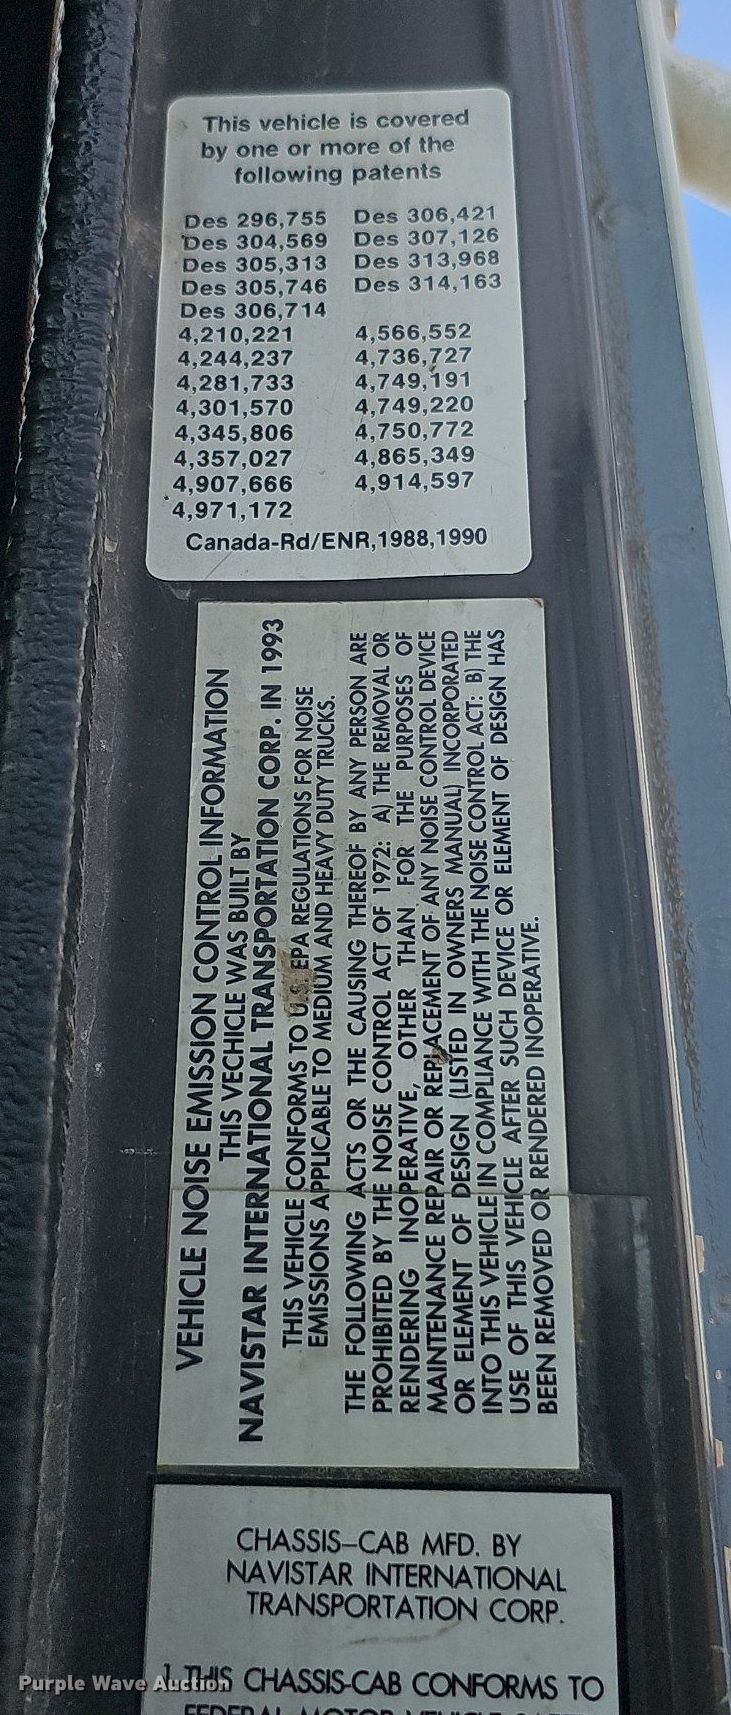 This vehicle is covered
by one or more of the
following patents
Des 296,755 Des 306,421
Des 304,569 Des 307,126
Des 305,313 Des 313,968
Des 305,746 Des 314,163
Des 306,714
4,210,221 4,566,552
4,244,237 4,736,727
4,281,733 4,749,191
4,301,570 4,749,220
4,345,806 4,750,772
4,357,027 4,865,349
4,907,666 4,914,597
4,971,172
Canada-Rd/ENR,1988,1990
VEHICLE NOISE EMISSION CONTROL INFORMATION
THIS VECHICLE WAS BUILT BY
NAVISTAR INTERNATIONAL TRANSPORTATION CORP. IN 1993
THIS VEHICLE CONFORMS TO U.S. EPA REGULATIONS FOR NOISE
EMISSIONS APPLICABLE TO MEDIUM AND HEAVY DUTY TRUCKS.
THE FOLLOWING ACTS OR THE CAUSING THEREOF BY ANY PERSON ARE
PROHIBITED BY THE NOISE CONTROL ACT OF 1972: A) THE REMOVAL OR
RENDERING INOPERATIVE, OTHER THAN FOR THE PURPOSES OF
MAINTENANCE REPAIR OR REPLACEMENT OF ANY NOISE CONTROL DEVICE
OR ELEMENT OF DESIGN (LISTED IN OWNERS MANUAL) INCORPORATED
INTO THIS VEHICLE IN COMPLIANCE WITH THE NOISE CONTROL ACT: B) THE
USE OF THIS VEHICLE AFTER SUCH DEVICE OR ELEMENT OF DESIGN HAS
BEEN REMOVED OR RENDERED INOPERATIVE.
CHASSIS-CAB MFD. BY
NAVISTAR INTERNATIONAL
TRANSPORTATION CORP.
1. THIS CHASSIS-CAB CONFORMS TO
FEDERAL MOTOR VEHICLE
Purple Wave Auction